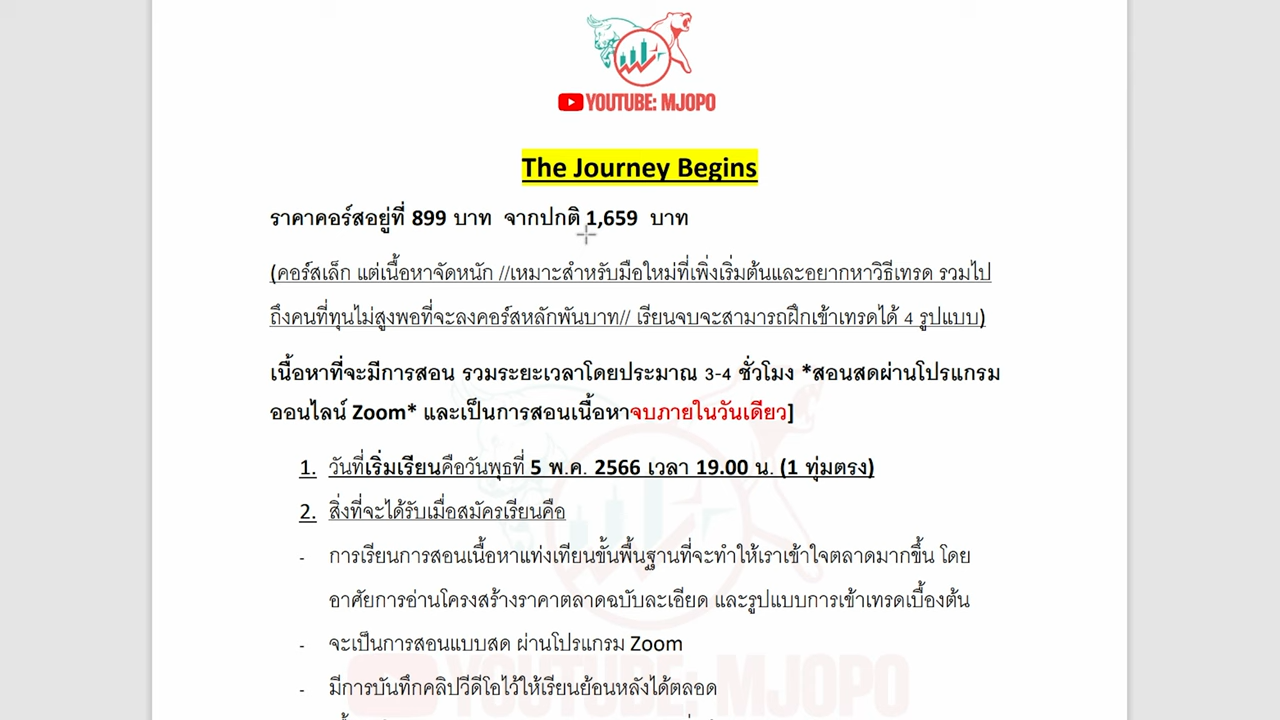 YOUTUBE: MJOPO
The Journey Begins
ราคาคอร์สอยู่ที่ 899 บาท จากปกติ 1,659 บาท
(คอร์สเล็ก แต่เนื้อหาจัดหนัก //เหมาะสำหรับมือใหม่ที่เพิ่งเริ่มต้นและอยากหาวิธีเทรด รวมไป
ถึงคนที่ทุนไม่สูงพอที่จะลงคอร์สหลักพันบาท// เรียนจบจะสามารถฝึกเข้าเทรดได้ 4 รูปแบบ)
เนื้อหาที่จะมีการสอน รวมระยะเวลาโดยประมาณ 3-4 ชั่วโมง *สอนสดผ่านโปรแกรม
ออนไลน์ Zoom* และเป็นการสอนเนื้อหาจบภายในวันเดียว]
1. วันที่เริ่มเรียนคือวันพุธที่ 5 พ.ค. 2566 เวลา 19.00 น. (1 ทุ่มตรง)
2. สิ่งที่จะได้รับเมื่อสมัครเรียนคือ
- การเรียนการสอนเนื้อหาแท่งเทียนขั้นพื้นฐานที่จะทำให้เราเข้าใจตลาดมากขึ้น โดย
อาศัยการอ่านโครงสร้างราคาตลาดฉบับละเอียด และรูปแบบการเข้าเทรดเบื้องต้น
- จะเป็นการสอนแบบสด ผ่านโปรแกรม Zoom
- มีการบันทึกคลิปวีดีโอไว้ให้เรียนย้อนหลังได้ตลอด
YOUTUBE: MJOPO